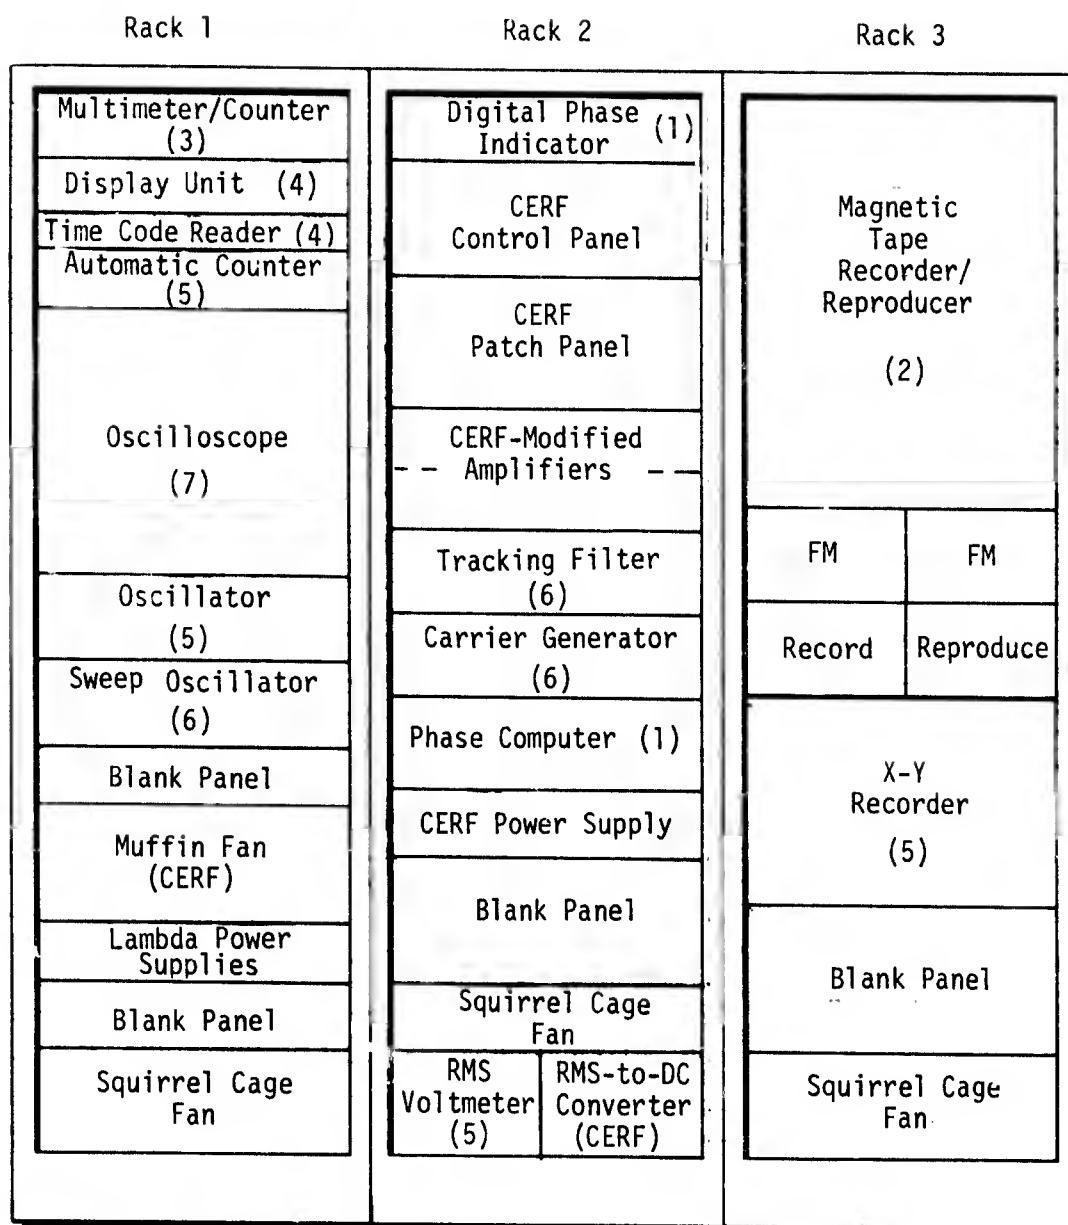 Rack 1
Multimeter/Counter
(3)
Display Unit (4)
Time Code Reader (4)
Automatic Counter
(5)
Oscilloscope
(7)
Oscillator
(5)
Sweep Oscillator
(6)
Blank Panel
Muffin Fan
(CERF)
Lambda Power
Supplies
Blank Panel
Squirrel Cage
Fan
Rack 2
Digital Phase (1)
Indicator
CERF
Control Panel
CERF
Patch Panel
CERF-Modified
Amplifiers
Tracking Filter
(6)
Carrier Generator
(6)
Phase Computer (1)
CERF Power Supply
Blank Panel
Squirrel Cage
Fan
RMS
Voltmeter
(5)
RMS-to-DC
Converter
(CERF)
Rack 3
Magnetic
Tape
Recorder/
Reproducer
(2)
FM
FM
Record
Reproduce
X-Y
Recorder
(5)
Blank Panel
Squirrel Cage
Fan